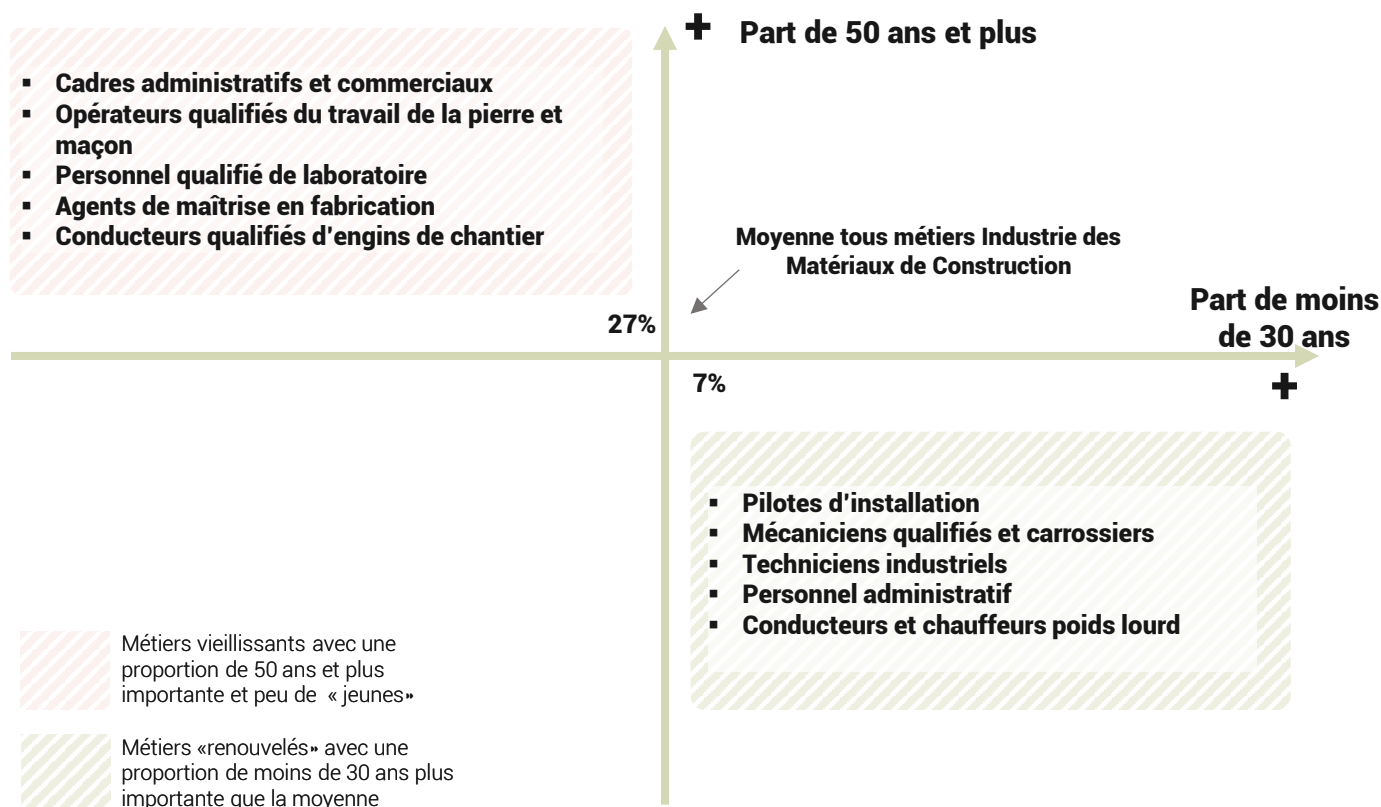 + Part de 50 ans et plus
▪ Cadres administratifs et commerciaux
▪ Opérateurs qualifiés du travail de la pierre et
maçon
▪ Personnel qualifié de laboratoire
▪ Agents de maîtrise en fabrication
▪ Conducteurs qualifiés d’engins de chantier
Moyenne tous métiers Industrie des
Matériaux de Construction
Part de moins
de 30 ans
27%
7%
+
▪ Pilotes d’installation
▪ Mécaniciens qualifiés et carrossiers
▪ Techniciens industriels
▪ Personnel administratif
▪ Conducteurs et chauffeurs poids lourd
Métiers vieillissants avec une
proportion de 50 ans et plus
importante et peu de « jeunes»
Métiers «renouvelés» avec une
proportion de moins de 30 ans plus
importante que la moyenne